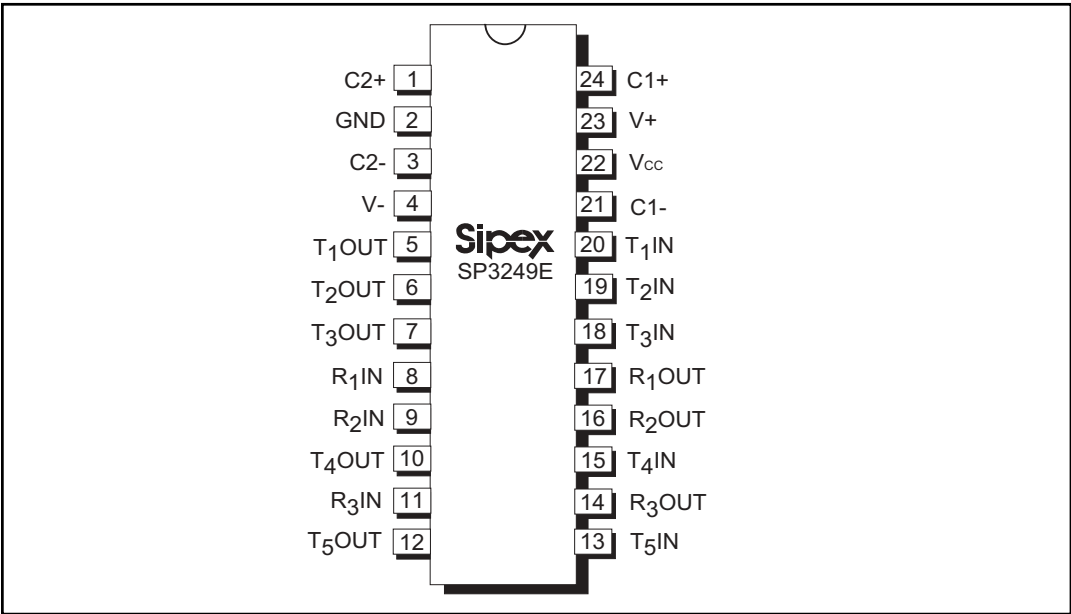 C2+ 1 24 C1+
GND 2 23 V+
C2- 3 22 VCC
V- 4 21 C1-
T1OUT 5 Sipex 20 T1IN
SP3249E
T2OUT 6 19 T2IN
T3OUT 7 18 T3IN
R1IN 8 17 R1OUT
R2IN 9 16 R2OUT
T4OUT 10 15 T4IN
R3IN 11 14 R3OUT
T5OUT 12 13 T5IN